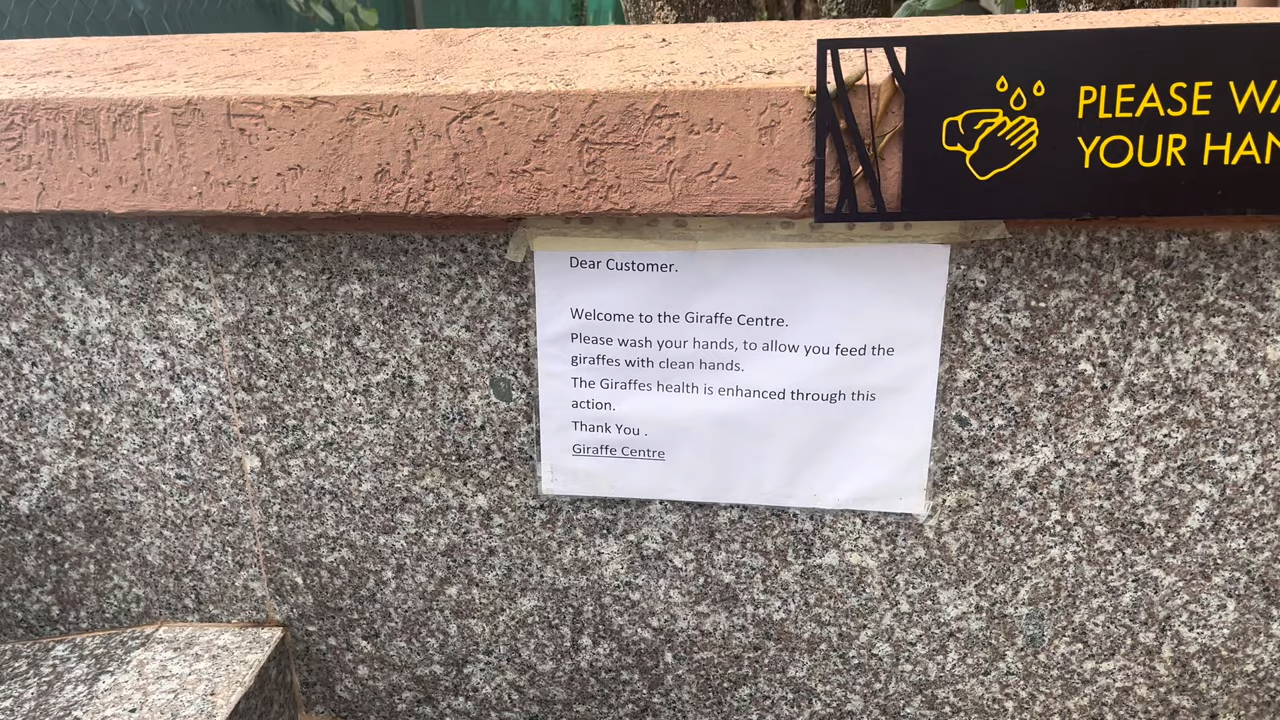 PLEASE WA
YOUR HAN
Dear Customer.
Welcome to the Giraffe Centre.
Please wash your hands, to allow you feed the
giraffes with clean hands.
The Giraffes health is enhanced through this
action.
Thank You .
Giraffe Centre